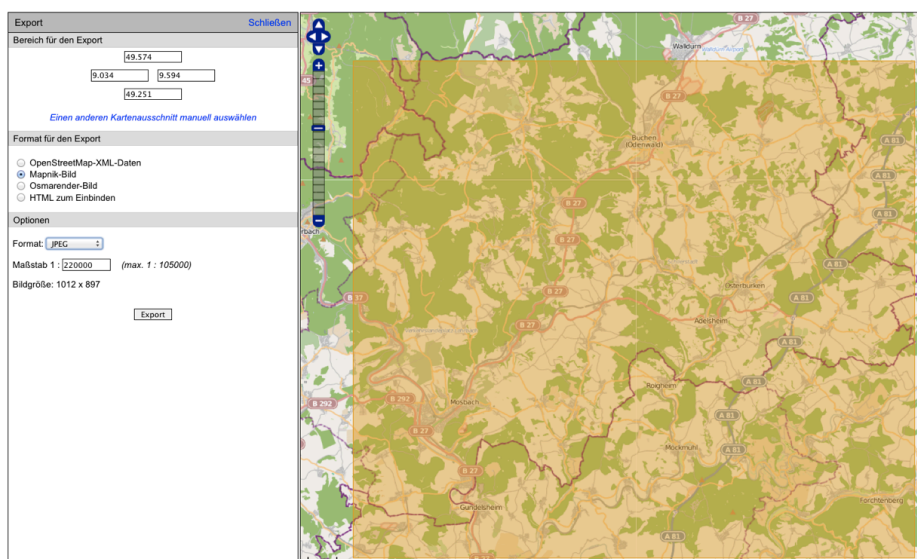 Export Schließen
Bereich für den Export
49.574
9.034 9.594
49.251
Einen anderen Kartenausschnitt manuell auswählen
Format für den Export
OpenStreetMap-XML-Daten
Mapnik-Bild
Osmarender-Bild
HTML zum Einbinden
Optionen
Format: JPEG
Maßstab 1 : 220000 (max. 1 : 105000)
Bildgröße: 1012 x 897
Export
B 27
Walldürn
B 27
Buchen
(Odenwald)
A 81
A 81
B 27
A 81
B 27
B 27
A 81
Osterburken
B 37
B 27
Adelsheim
A 81
Roigheim
A 81
B 292
B 292
Mosbach
A 81
B 27
Möckmühl
A 81
B 27
Forchtenberg
Gundelsheim